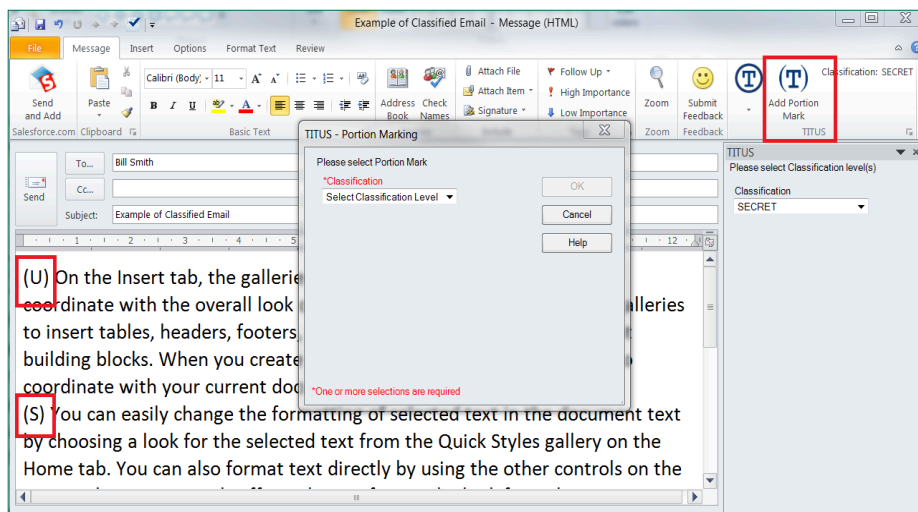 Example of Classified Email - Message (HTML)
File Message Insert Options Format Text Review
Send and Add
Paste
Calibri (Body) 11
B I U
Address Book
Check Names
Attach File
Attach Item
Signature
Follow Up
High Importance
Low Importance
Zoom
Submit Feedback
Add Portion Mark
Classification: SECRET
Salesforce.com Clipboard Basic Text Include Zoom Feedback TITUS
Send
To... Bill Smith
Cc...
Subject: Example of Classified Email
1 2 3 4 5 12
TITUS - Portion Marking
Please select Portion Mark
*Classification
Select Classification Level
OK
Cancel
Help
*One or more selections are required
TITUS
Please select Classification level(s)
Classification
SECRET
(U) On the Insert tab, the galleries
coordinate with the overall look alleries
to insert tables, headers, footers,
building blocks. When you create
coordinate with your current doc
(S) You can easily change the formatting of selected text in the document text
by choosing a look for the selected text from the Quick Styles gallery on the
Home tab. You can also format text directly by using the other controls on the